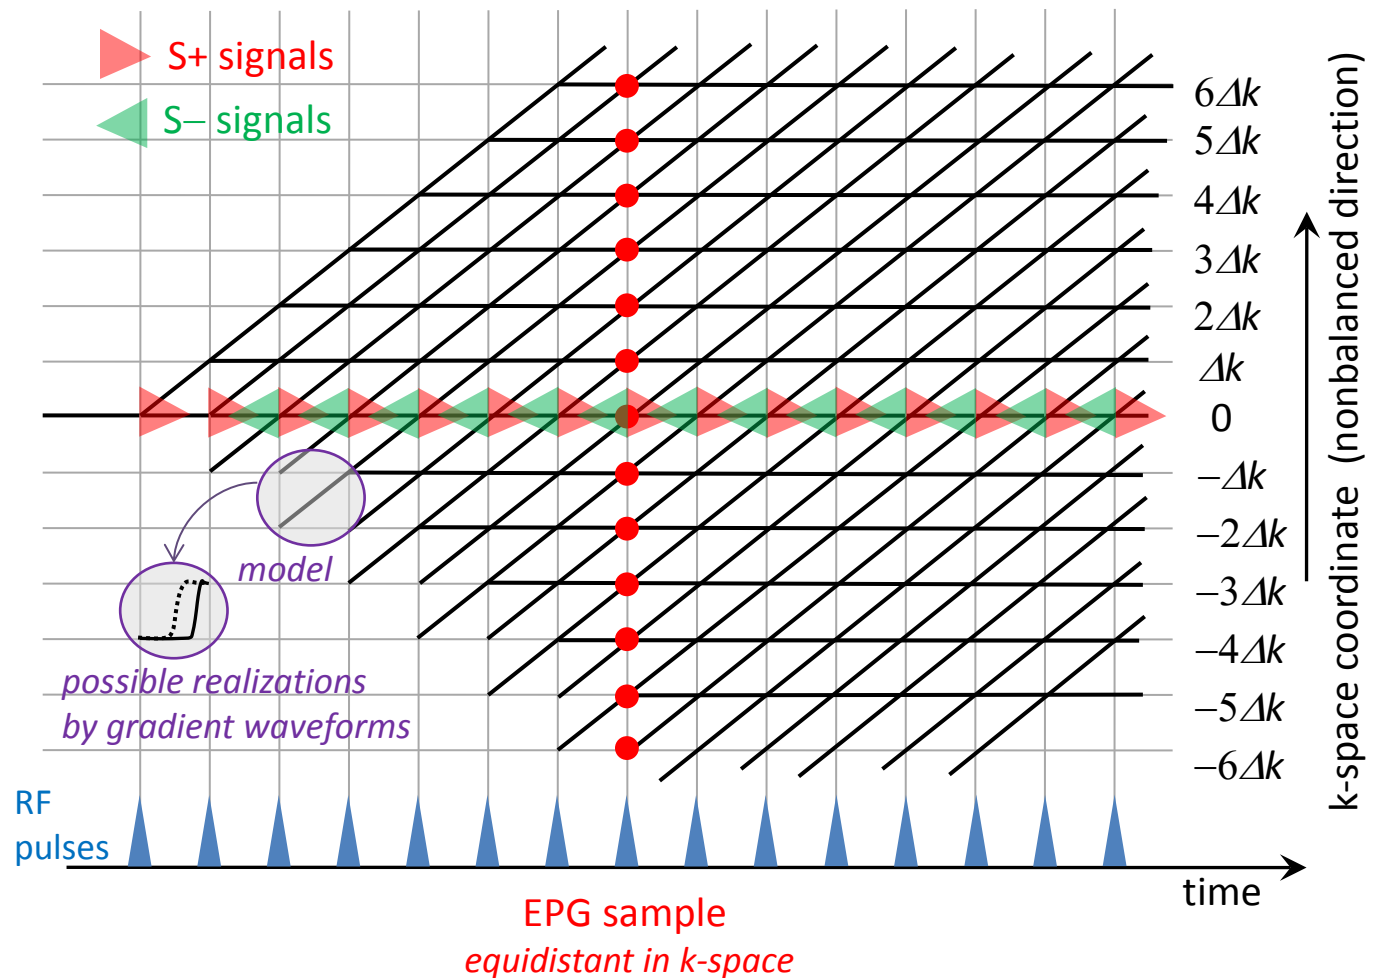 S+ signals
S– signals
6Δk
5Δk
4Δk
3Δk
2Δk
Δk
0
–Δk
–2Δk
–3Δk
–4Δk
–5Δk
–6Δk
k-space coordinate (nonbalanced direction)
model
possible realizations
by gradient waveforms
RF
pulses
time
EPG sample
equidistant in k-space